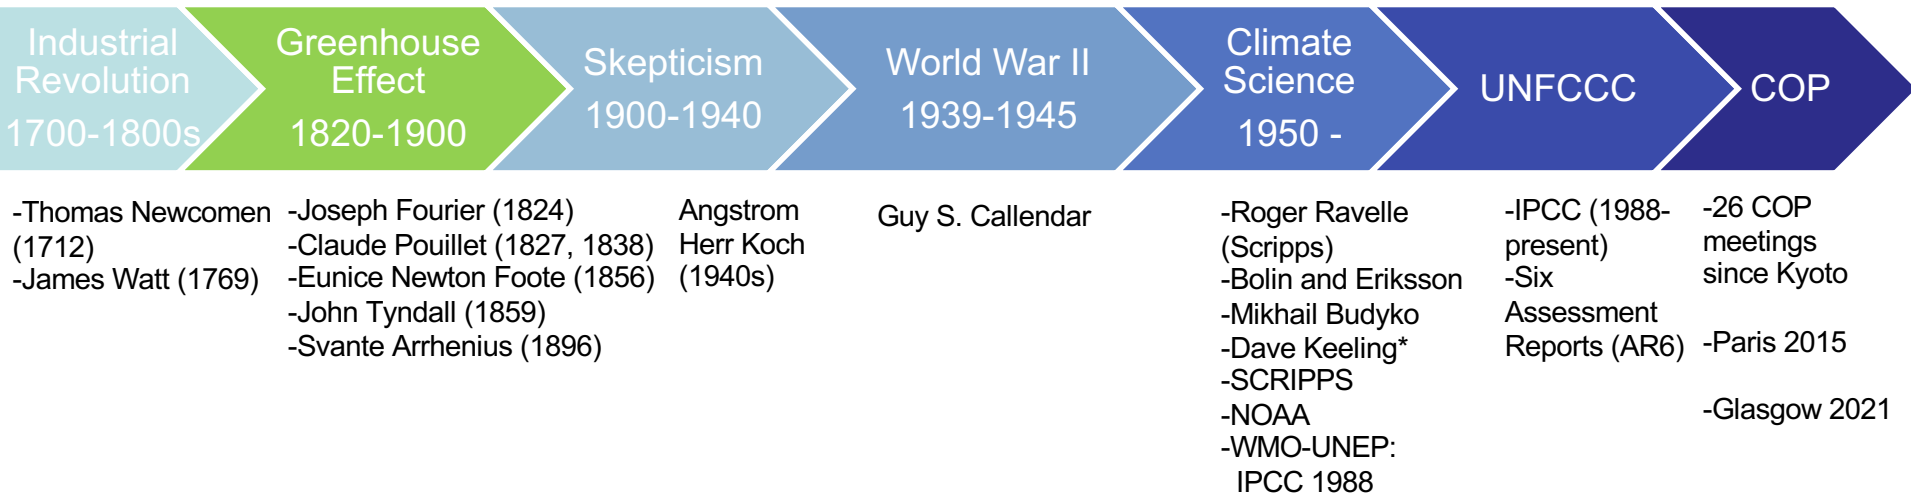 Industrial
Revolution
1700-1800s
Greenhouse
Effect
1820-1900
Skepticism
1900-1940
World War II
1939-1945
Climate
Science
1950 -
UNFCCC
COP
-Thomas Newcomen
(1712)
-James Watt (1769)
-Joseph Fourier (1824)
-Claude Pouillet (1827, 1838)
-Eunice Newton Foote (1856)
-John Tyndall (1859)
-Svante Arrhenius (1896)
Angstrom
Herr Koch
(1940s)
Guy S. Callendar
-Roger Ravelle
(Scripps)
-Bolin and Eriksson
-Mikhail Budyko
-Dave Keeling*
-SCRIPPS
-NOAA
-WMO-UNEP:
IPCC 1988
-IPCC (1988-
present)
-Six
Assessment
Reports (AR6)
-26 COP
meetings
since Kyoto
-Paris 2015
-Glasgow 2021